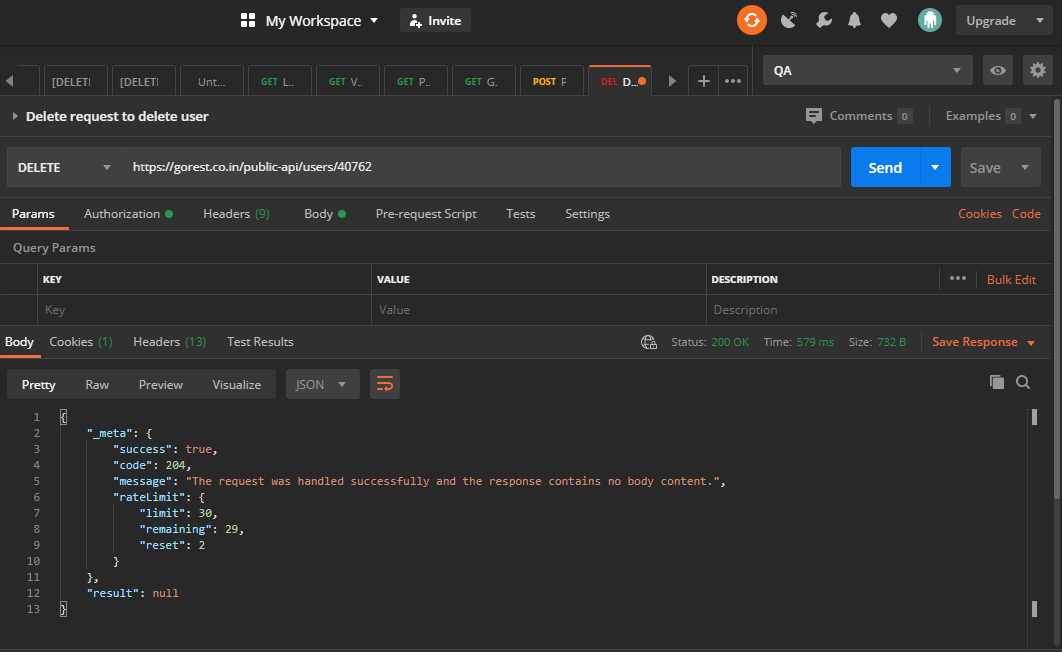 My Workspace Invite Upgrade
[DELETI [DELETI Unt... GET L.. GET V.. GET P.. GET G. POST F DEL D... QA
Delete request to delete user Comments 0 Examples 0
DELETE https://gorest.co.in/public-api/users/40762 Send Save
Params Authorization Headers (9) Body Pre-request Script Tests Settings Cookies Code
Query Params
KEY VALUE DESCRIPTION Bulk Edit
Key Value Description
Body Cookies (1) Headers (13) Test Results Status: 200 OK Time: 579 ms Size: 732 B Save Response
Pretty Raw Preview Visualize JSON
1 {
2 "_meta": {
3 "success": true,
4 "code": 204,
5 "message": "The request was handled successfully and the response contains no body content.",
6 "rateLimit": {
7 "limit": 30,
8 "remaining": 29,
9 "reset": 2
10 }
11 },
12 "result": null
13 }